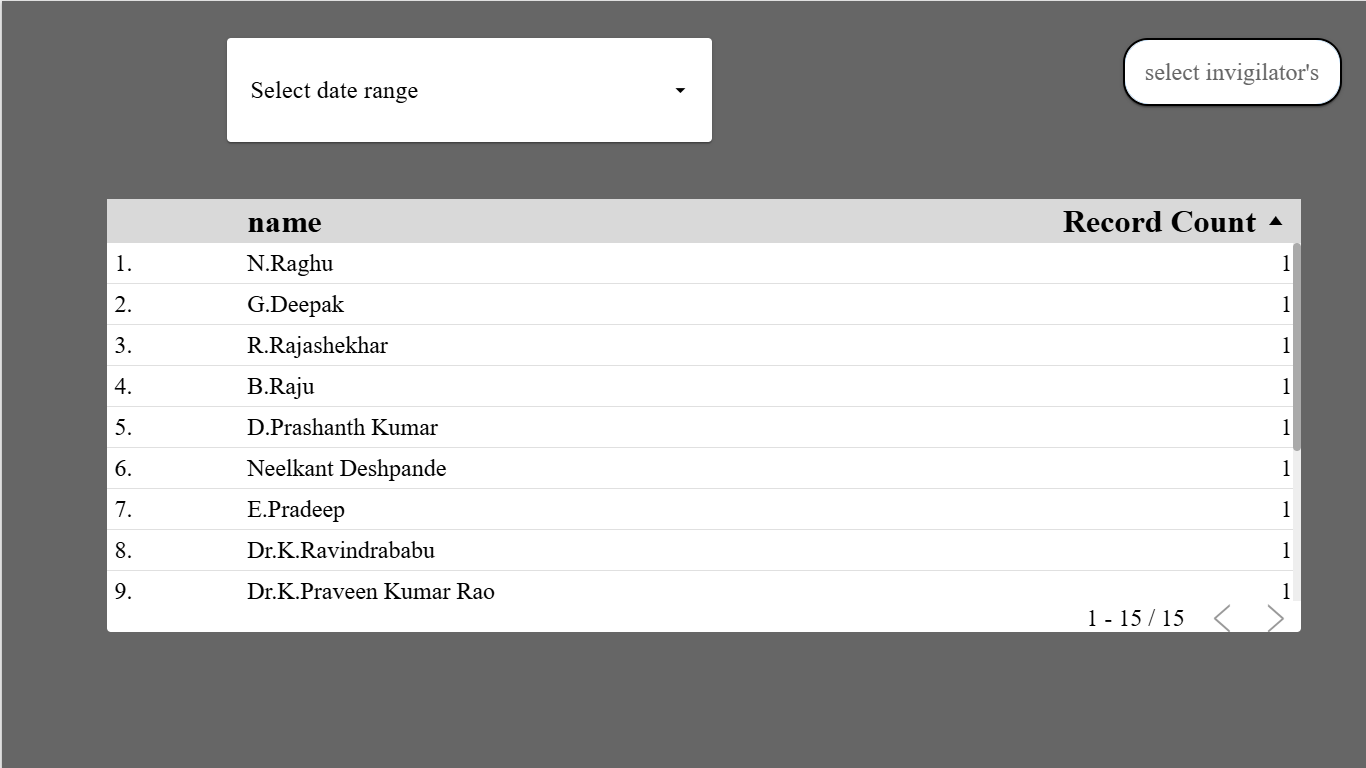 Select date range
select invigilator's
name Record Count
1. N.Raghu 1
2. G.Deepak 1
3. R.Rajashekhar 1
4. B.Raju 1
5. D.Prashanth Kumar 1
6. Neelkant Deshpande 1
7. E.Pradeep 1
8. Dr.K.Ravindrababu 1
9. Dr.K.Praveen Kumar Rao 1
1 - 15 / 15